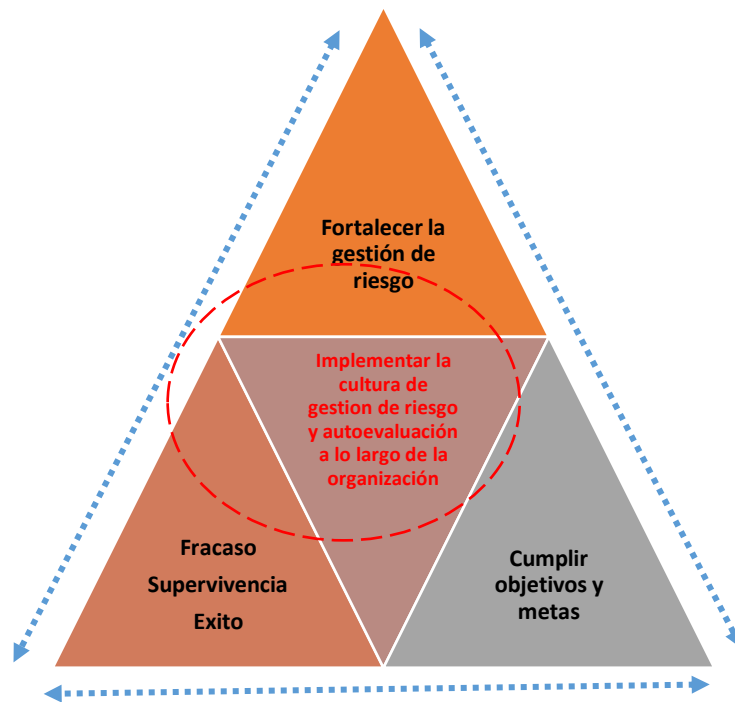 Fortalecer la
gestión de
riesgo
Implementar la
cultura de
gestion de riesgo
y autoevaluación
a lo largo de la
organización
Fracaso
Supervivencia
Exito
Cumplir
objetivos y
metas